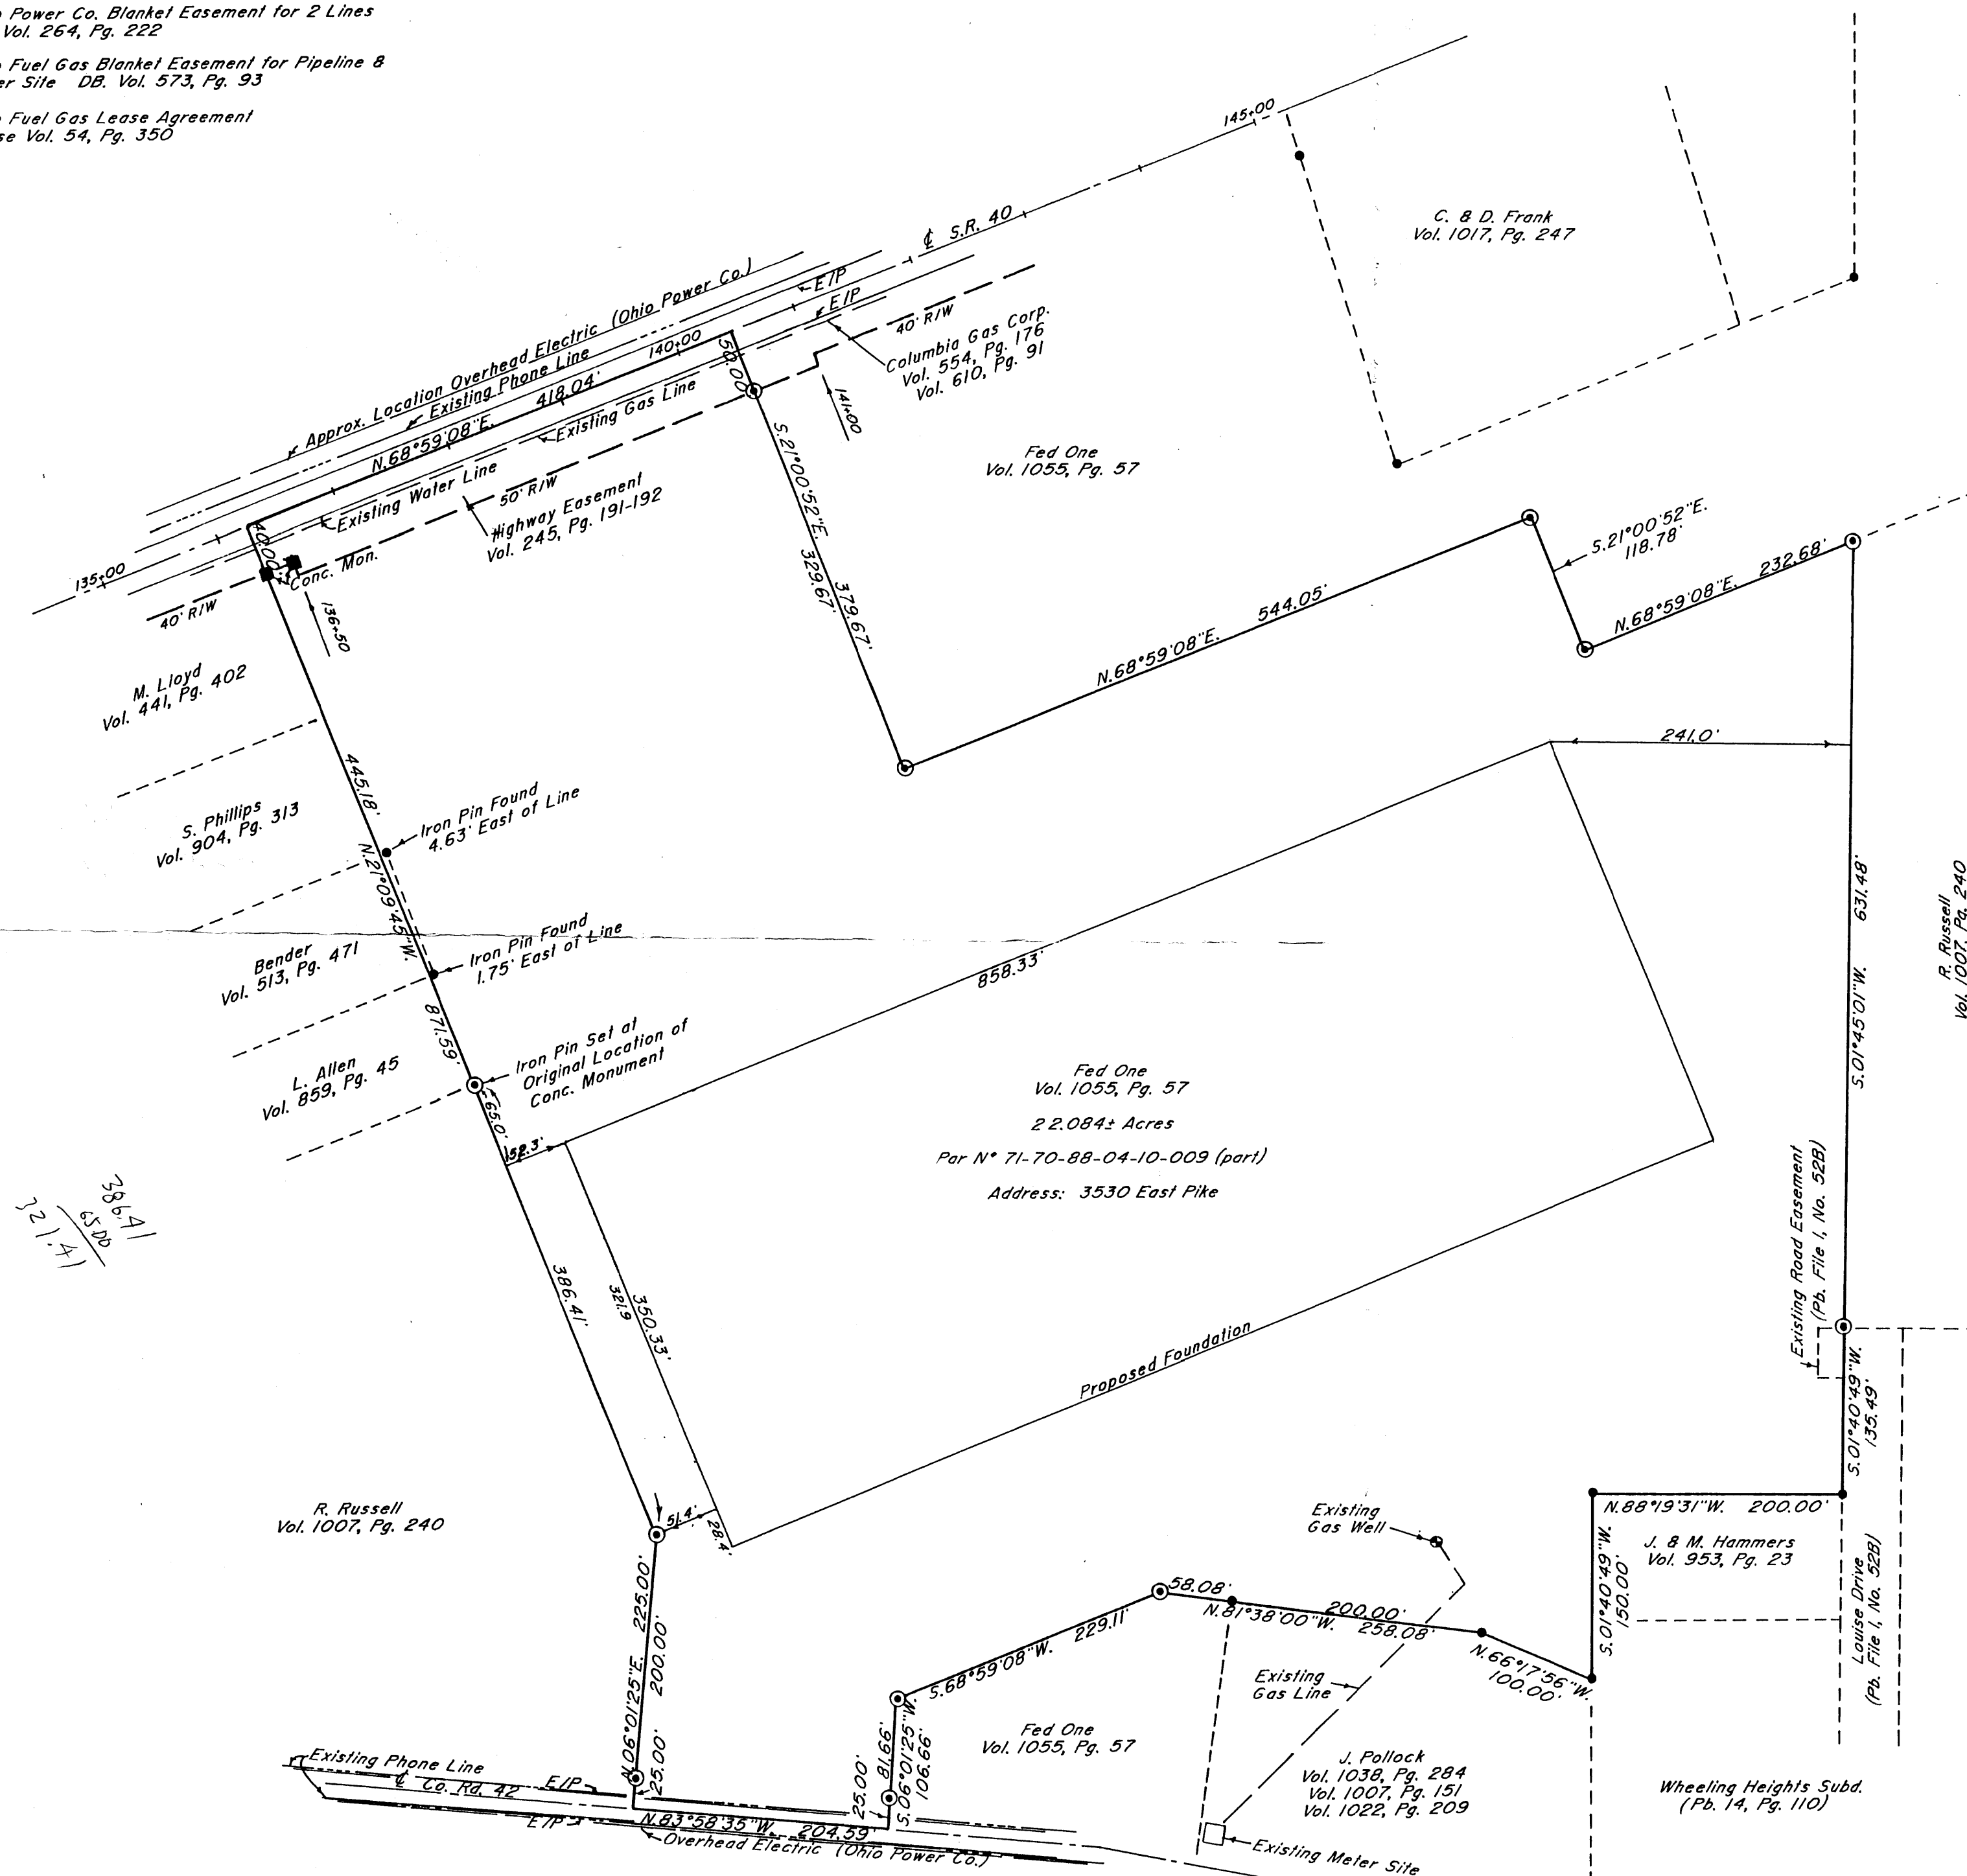 Power Co. Blanket Easement for 2 Lines
Vol. 264, Pg. 222
Fuel Gas Blanket Easement for Pipeline &
Site DB. Vol. 573, Pg. 93
Fuel Gas Lease Agreement
Vol. 54, Pg. 350
145+00
℄ S.R. 40
C. & D. Frank
Vol. 1017, Pg. 247
Approx. Location Overhead Electric (Ohio Power Co.)
Existing Phone Line
E/P
E/P
40' R/W
140+00
50.00
N.68°59'08"E. 418.04'
Existing Gas Line
Columbia Gas Corp.
Vol. 554, Pg. 176
Vol. 610, Pg. 91
141+00
Existing Water Line
50' R/W
Highway Easement
Vol. 245, Pg. 191-192
Fed One
Vol. 1055, Pg. 57
135+00
40.00
Conc. Mon.
40' R/W
136+50
S.21°00'52"E. 329.67'
379.67'
N.68°59'08"E. 544.05'
S.21°00'52"E.
118.78'
N.68°59'08"E. 232.68'
M. Lloyd
Vol. 441, Pg. 402
S. Phillips
Vol. 904, Pg. 313
445.18'
Iron Pin Found
4.63' East of Line
N.21°09'45"W. 871.59'
Bender
Vol. 513, Pg. 471
Iron Pin Found
1.75' East of Line
L. Allen
Vol. 859, Pg. 45
Iron Pin Set at
Original Location of
Conc. Monument
65.0'
52.3'
241.0'
858.33'
S.01°45'01"W. 631.48'
R. Russell
Vol. 1007, Pg. 240
Fed One
Vol. 1055, Pg. 57
22.084± Acres
Par Nº 71-70-88-04-10-009 (part)
Address: 3530 East Pike
386.41
65.00
321.41
386.41'
321.9
350.33'
Proposed Foundation
Existing Road Easement
(Pb. File 1, No. 52B)
S.01°40'49"W.
135.49'
R. Russell
Vol. 1007, Pg. 240
51.4'
28.4'
Existing
Gas Well
N.88°19'31"W. 200.00'
J. & M. Hammers
Vol. 953, Pg. 23
S.01°40'49"W.
150.00'
Louise Drive
(Pb. File 1, No. 52B)
N.06°01'25"E. 225.00'
200.00'
25.00'
58.08'
200.00'
N.81°38'00"W. 258.08'
N.66°17'56"W.
100.00'
S.68°59'08"W. 229.11'
Existing
Gas Line
25.00' 81.66'
S.06°01'25"W.
106.66'
Fed One
Vol. 1055, Pg. 57
J. Pollock
Vol. 1038, Pg. 284
Vol. 1007, Pg. 151
Vol. 1022, Pg. 209
Wheeling Heights Subd.
(Pb. 14, Pg. 110)
Existing Phone Line
℄ Co. Rd. 42
E/P
E/P
N.83°58'35"W. 204.59'
Overhead Electric (Ohio Power Co.)
Existing Meter Site